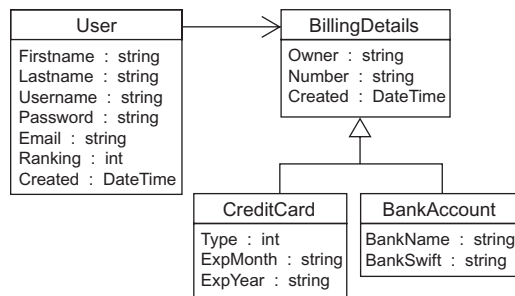 User
Firstname : string
Lastname : string
Username : string
Password : string
Email : string
Ranking : int
Created : DateTime
BillingDetails
Owner : string
Number : string
Created : DateTime
CreditCard
Type : int
ExpMonth : string
ExpYear : string
BankAccount
BankName : string
BankSwift : string